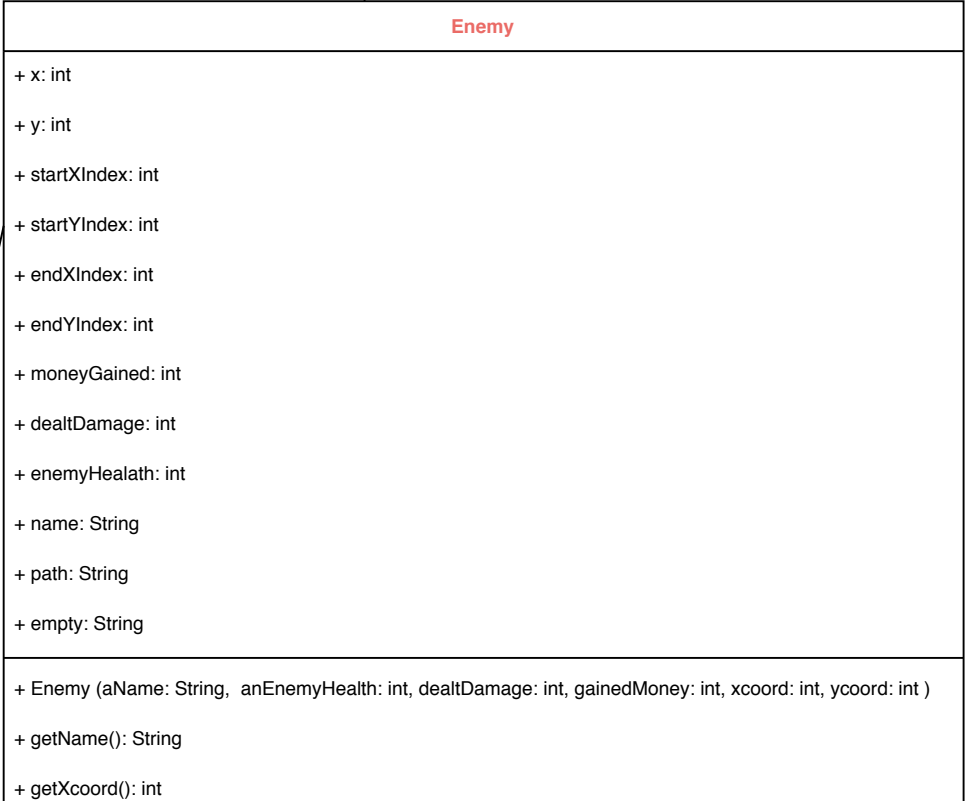 Enemy
+ x: int
+ y: int
+ startXIndex: int
+ startYIndex: int
+ endXIndex: int
+ endYIndex: int
+ moneyGained: int
+ dealtDamage: int
+ enemyHealath: int
+ name: String
+ path: String
+ empty: String
+ Enemy (aName: String,  anEnemyHealth: int, dealtDamage: int, gainedMoney: int, xcoord: int, ycoord: int )
+ getName(): String
+ getXcoord(): int